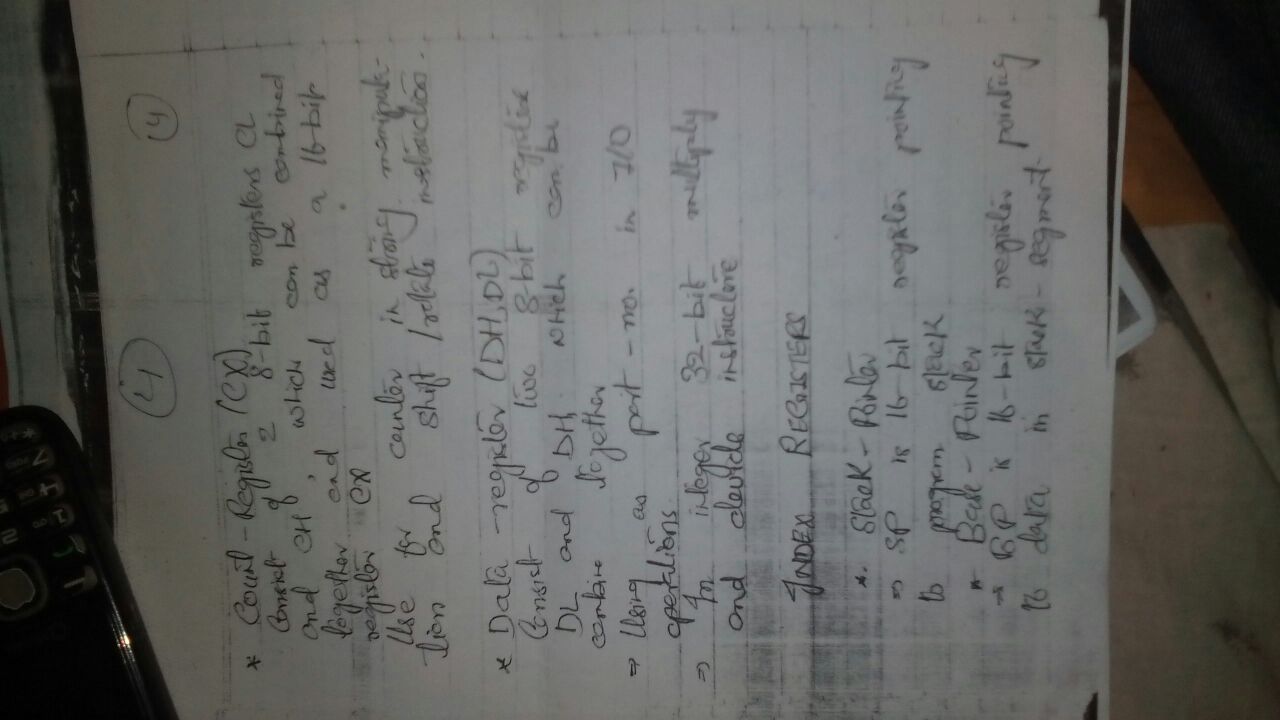 4
* Count - Register (CX)
Consist of 2 8-bit registers CL
and CH, which can be combined
together and used as a 16-bit
register CX
Use for counter in string manipula-
tion and shift/rotate instruction.
* Data - register (DH, DL)
Consist of two 8-bit register
DL and DH, which can be
combine together
⇒ Using as port-no. in I/O
operations.
⇒ In integer 32-bit multiply
and devide instructions
INDEX REGISTERS
*. Stack - Pointer
⇒ SP is 16-bit register pointing
to program stack
* Base - Pointer
→ BP is 16-bit register pointing
to data in stack - segment.